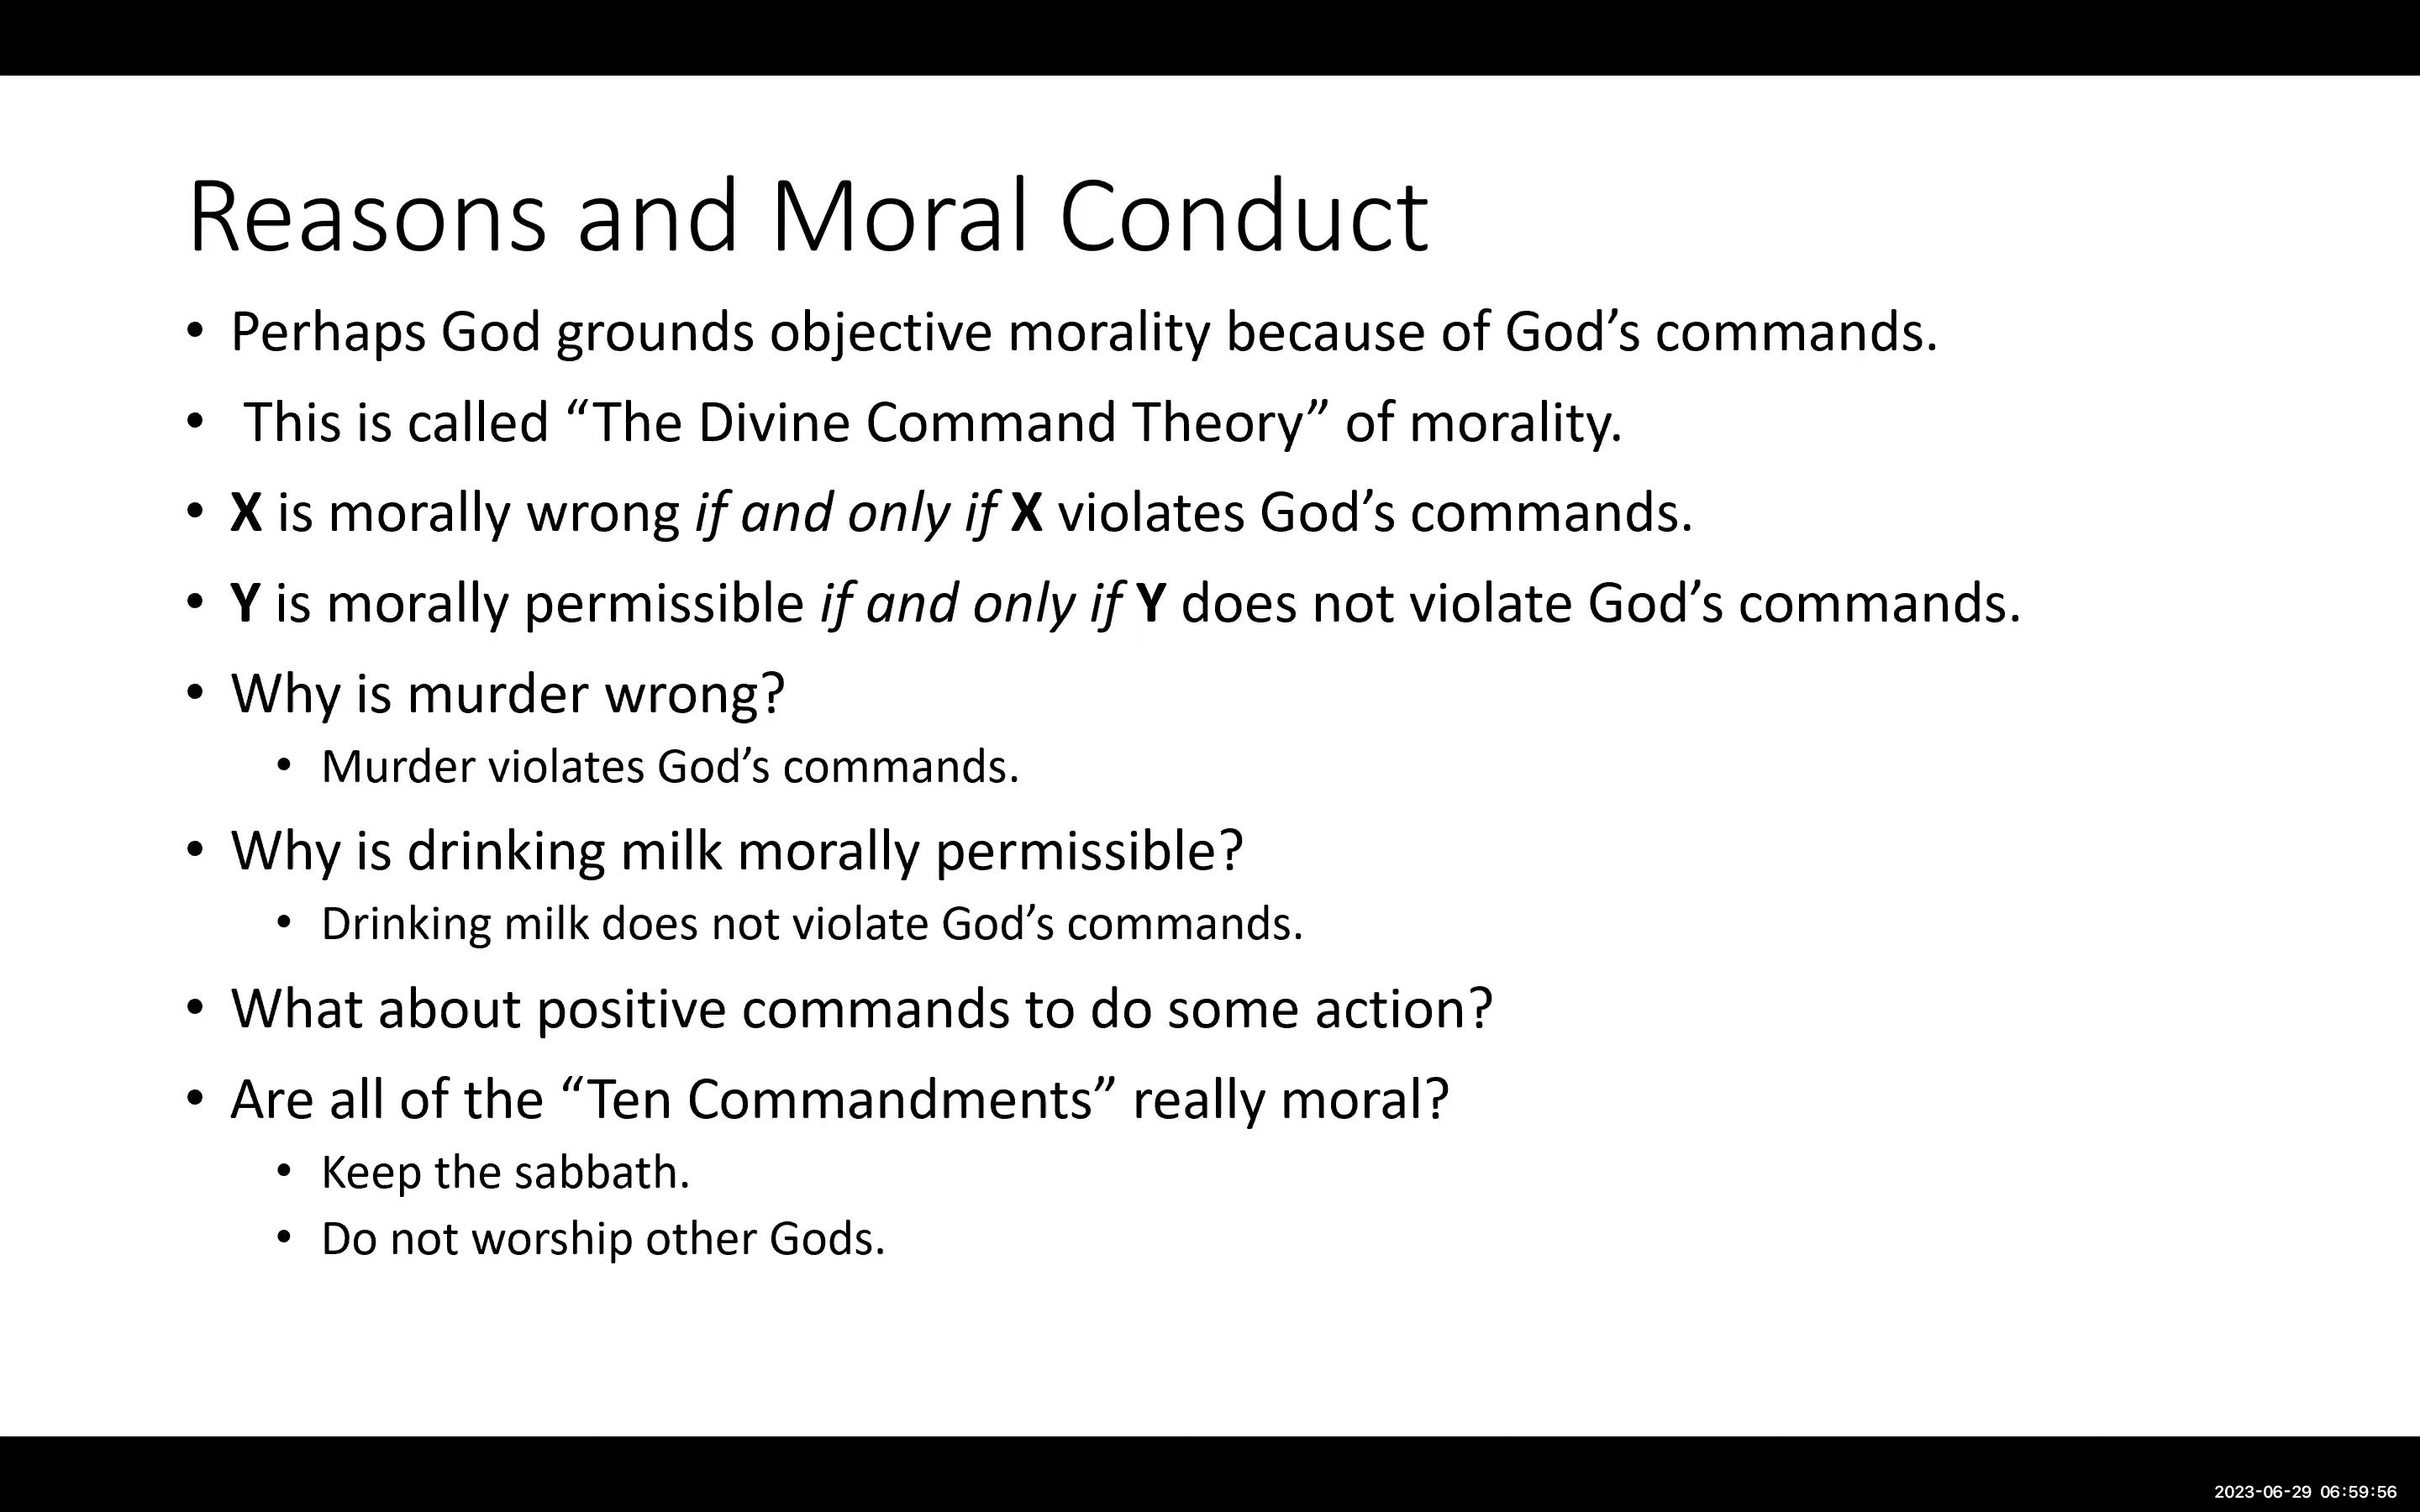 Reasons and Moral Conduct
• Perhaps God grounds objective morality because of God’s commands.
• This is called “The Divine Command Theory” of morality.
• X is morally wrong if and only if X violates God’s commands.
• Y is morally permissible if and only if Y does not violate God’s commands.
• Why is murder wrong?
• Murder violates God’s commands.
• Why is drinking milk morally permissible?
• Drinking milk does not violate God’s commands.
• What about positive commands to do some action?
• Are all of the “Ten Commandments” really moral?
• Keep the sabbath.
• Do not worship other Gods.
2023-06-29 06:59:56